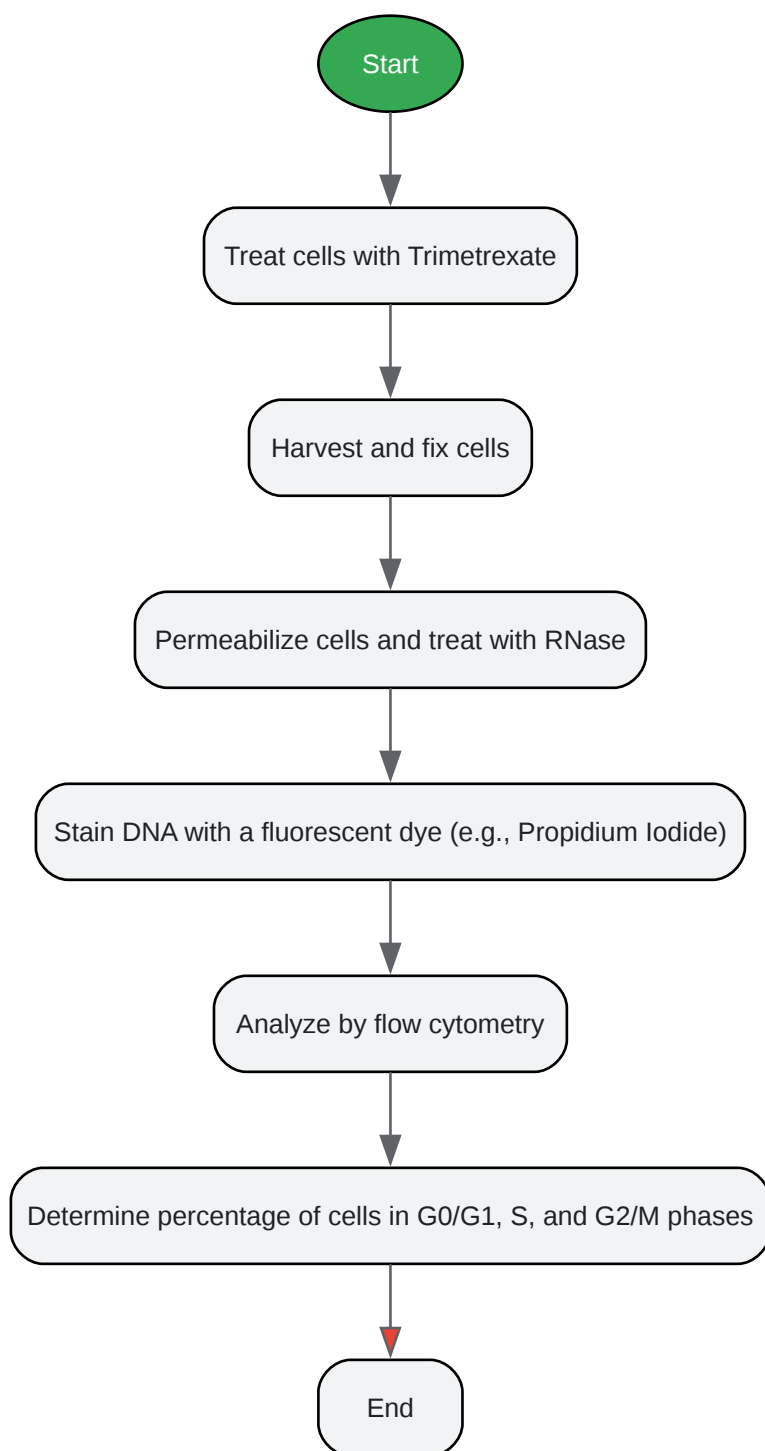 Start
Treat cells with Trimetrexate
Harvest and fix cells
Permeabilize cells and treat with RNase
Stain DNA with a fluorescent dye (e.g., Propidium Iodide)
Analyze by flow cytometry
Determine percentage of cells in G0/G1, S, and G2/M phases
End